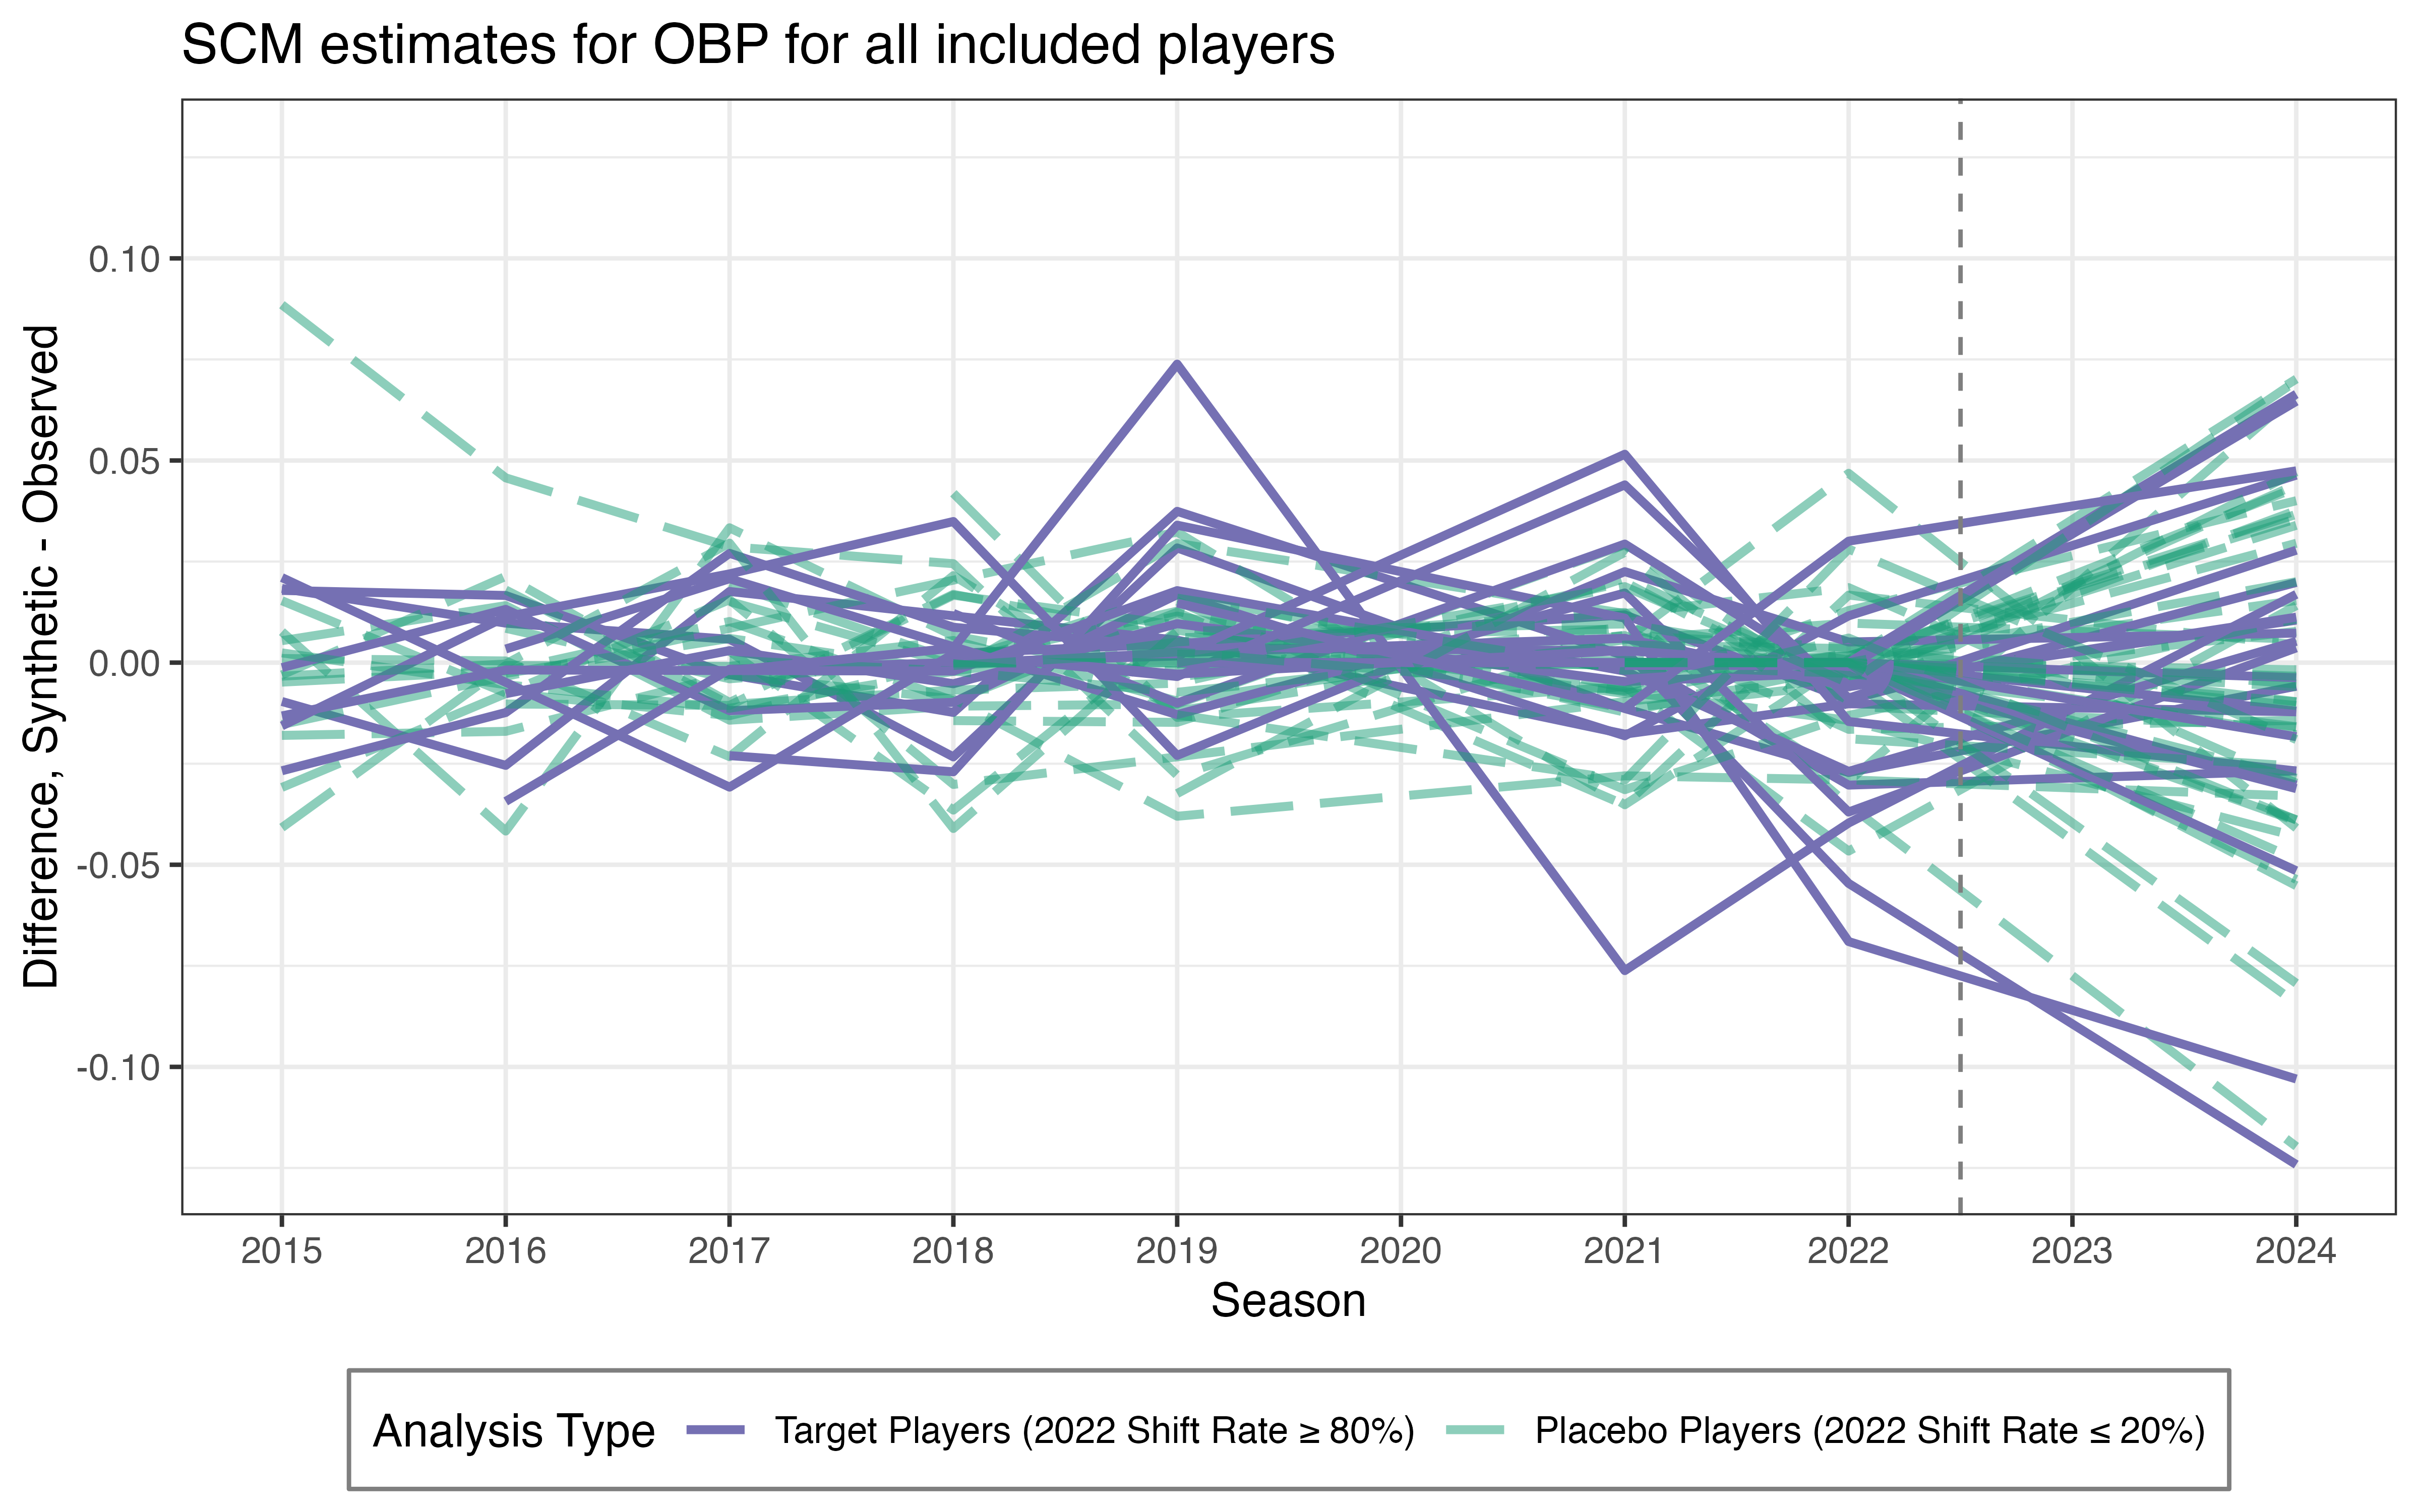 SCM estimates for OBP for all included players
Difference, Synthetic - Observed
0.10
0.05
0.00
-0.05
-0.10
2015 2016 2017 2018 2019 2020 2021 2022 2023 2024
Season
Analysis Type Target Players (2022 Shift Rate ≥ 80%) Placebo Players (2022 Shift Rate ≤ 20%)